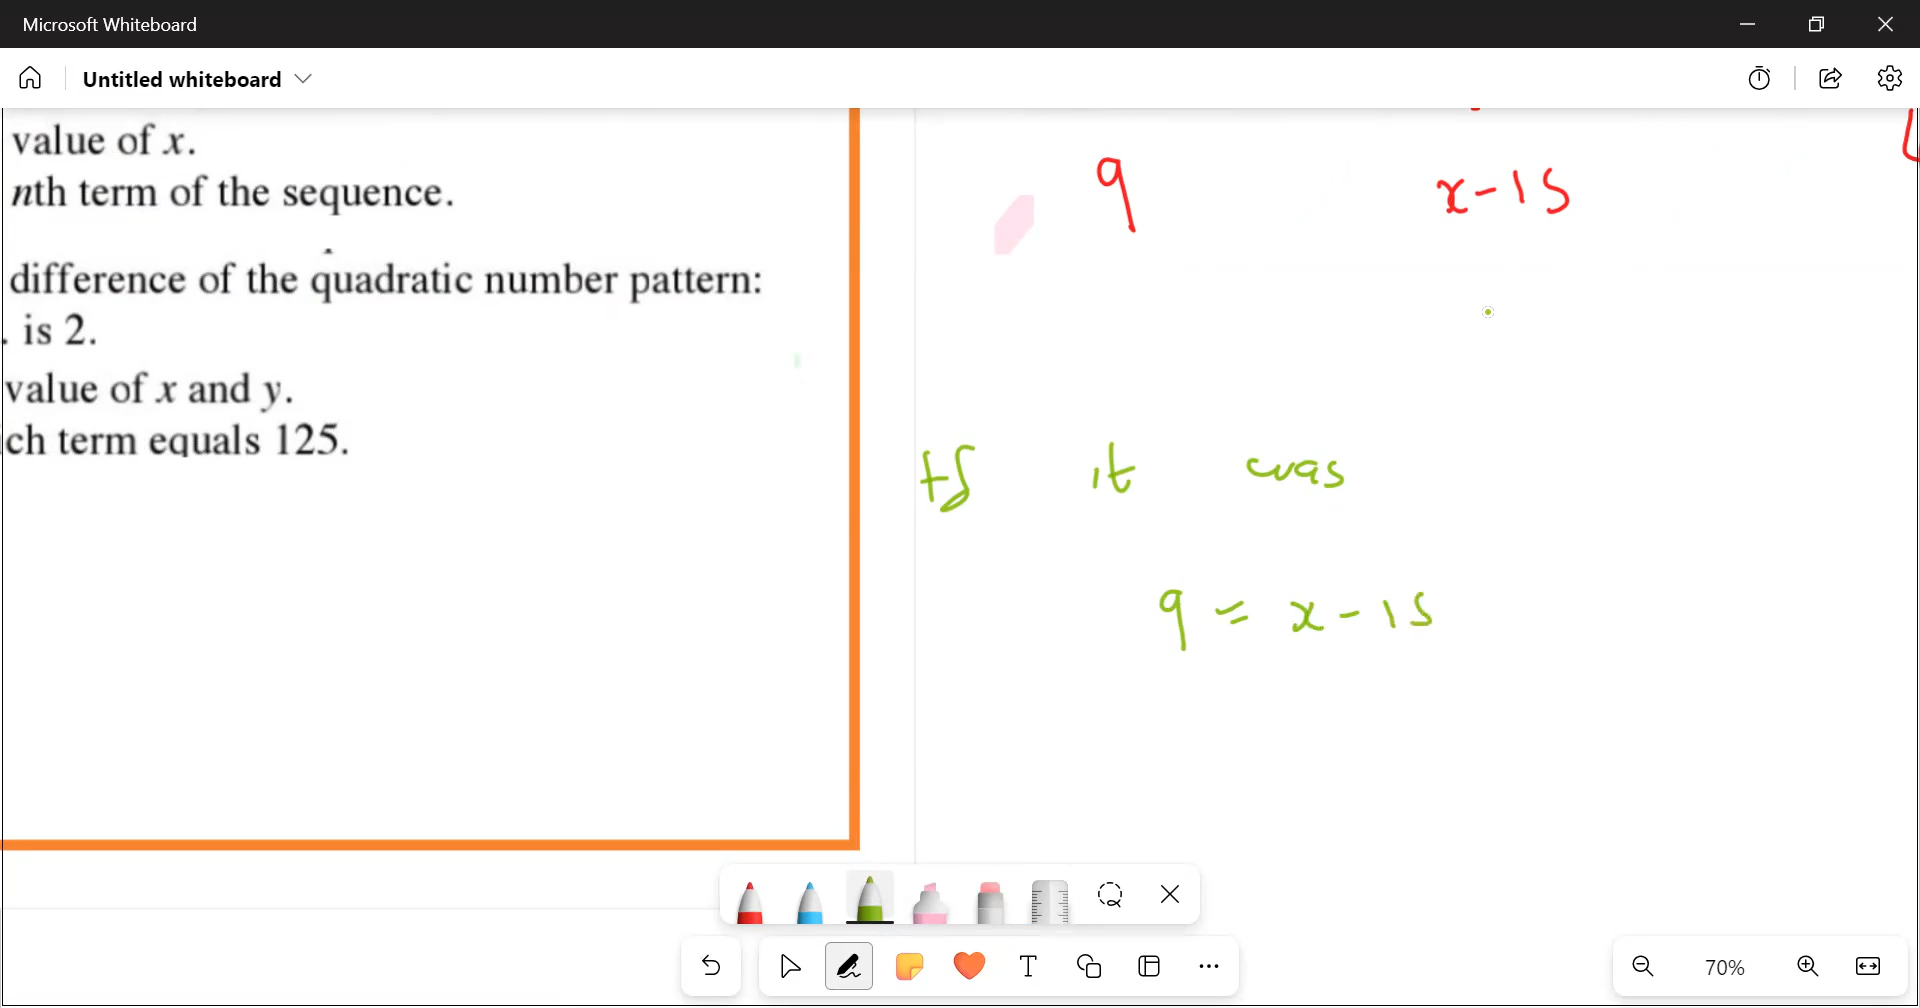 Microsoft Whiteboard
Untitled whiteboard
value of x.
nth term of the sequence.
difference of the quadratic number pattern:
. is 2.
value of x and y.
ch term equals 125.
9 x-15
If it was
9 = x-15
70%